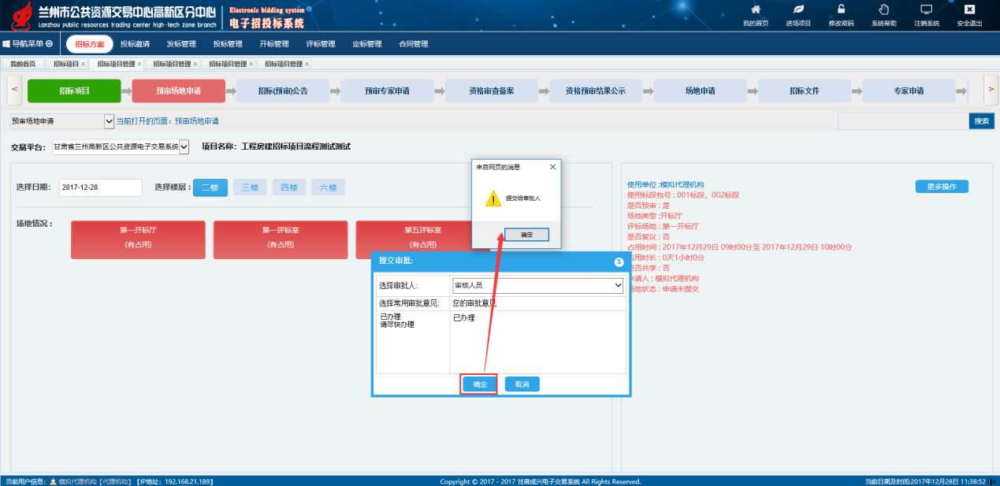 兰州市公共资源交易中心高新区分中心
Lanzhou public resources trading center high-tech zone branch
Electronic bidding system
电子招投标系统
我的首页 进场项目 修改密码 系统帮助 注销系统 安全退出
导航菜单 招标方案 投标邀请 发标管理 投标管理 开标管理 评标管理 定标管理 合同管理
我的首页 招标项目 × 招标项目管理 × 招标项目管理 × 招标项目管理 × 招标项目管理 ×
< 招标项目 预审场地申请 招标(预审)公告 预审专家申请 资格审查备案 资格预审结果公示 场地申请 招标文件 专家申请 >
预审场地申请 当前打开的页面：预审场地申请 搜索
交易平台： 甘肃省兰州高新区公共资源电子交易系统 项目名称：工程房建招标项目流程测试测试
选择日期： 2017-12-28 选择楼层： 二楼 三楼 四楼 六楼
场地情况：
第一开标厅
(有占用)
第一评标室
(有占用)
第五评标室
(有占用)
来自网页的消息
提交给审批人
确定
提交审批:
X
选择审批人: 审核人员
选择常用审批意见: 您的审批意见
已办理
请尽快办理
已办理
确定 取消
使用单位 :模拟代理机构
更多操作
使用标段包号 : 001标段，002标段
是否预审 : 是
场地类型 :开标厅
评标场地 : 第一开标厅
是否复议 : 否
占用时间 : 2017年12月29日 09时00分至 2017年12月29日 10时00分
占用时长 : 0天1小时0分
是否共享 : 否
申请人 : 模拟代理机构
场地状态 : 申请未提交
当前用户信息： 模拟代理机构【代理机构】【IP地址：192.168.21.189】
Copyright © 2017 - 2017 甘肃成兴电子交易系统 All Rights Reserved.
当前日期及时间:2017年12月28日 11:38:52